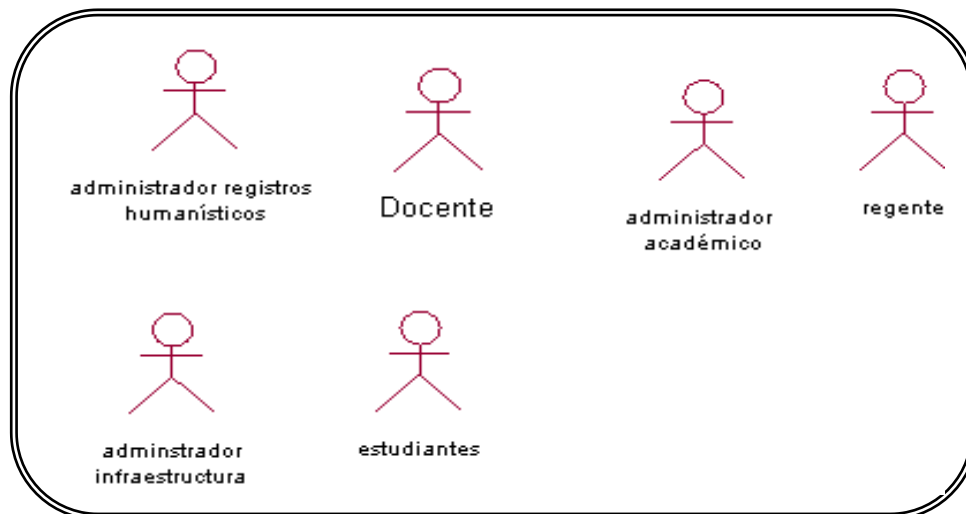 administrador registros
humanísticos
Docente
administrador
académico
regente
adminstrador
infraestructura
estudiantes